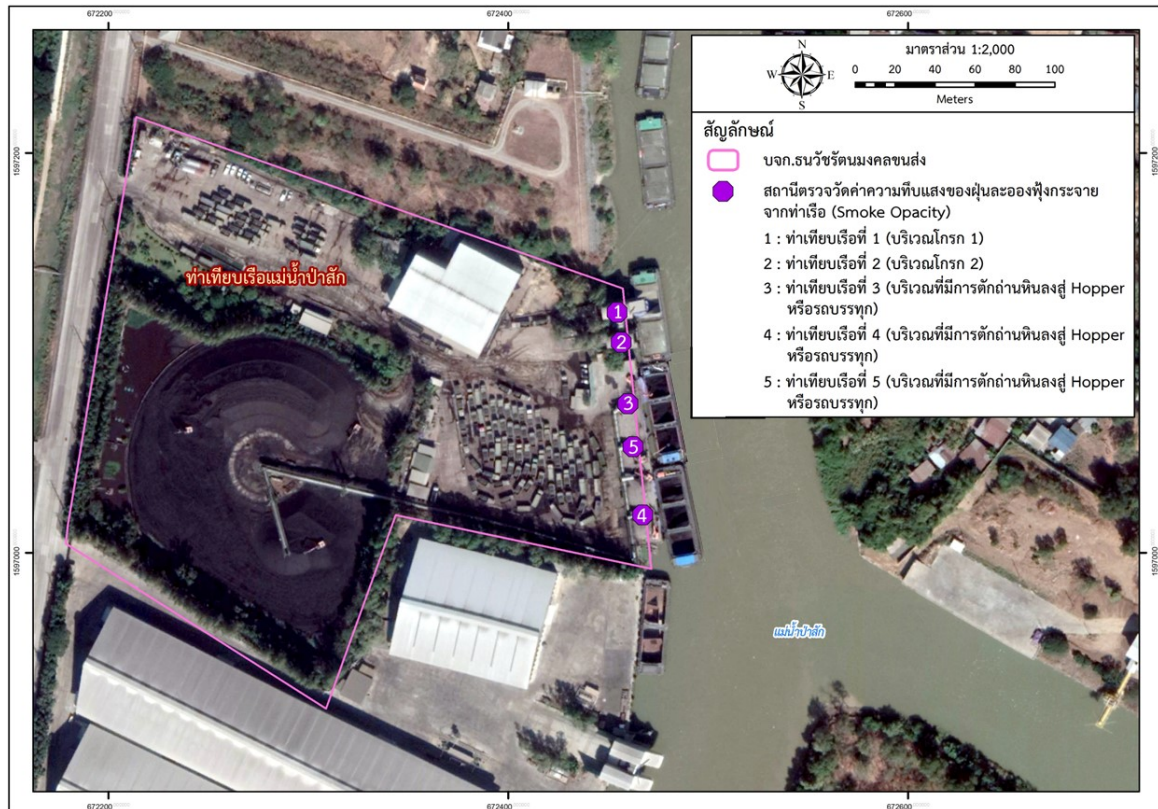 672200 672400 672600
N
W E
S
มาตราส่วน 1:2,000
0 20 40 60 80 100
Meters
สัญลักษณ์
บจก.ธนวัชรัตนมงคลขนส่ง
สถานีตรวจวัดค่าความทึบแสงของฝุ่นละอองฟุ้งกระจาย
จากท่าเรือ (Smoke Opacity)
1 : ท่าเทียบเรือที่ 1 (บริเวณโกรก 1)
2 : ท่าเทียบเรือที่ 2 (บริเวณโกรก 2)
3 : ท่าเทียบเรือที่ 3 (บริเวณที่มีการตักถ่านหินลงสู่ Hopper
หรือรถบรรทุก)
4 : ท่าเทียบเรือที่ 4 (บริเวณที่มีการตักถ่านหินลงสู่ Hopper
หรือรถบรรทุก)
5 : ท่าเทียบเรือที่ 5 (บริเวณที่มีการตักถ่านหินลงสู่ Hopper
หรือรถบรรทุก)
1597200 1597200
ท่าเทียบเรือแม่น้ำป่าสัก
1
2
3
5
4
1597000 1597000
แม่น้ำป่าสัก
672200 672400 672600